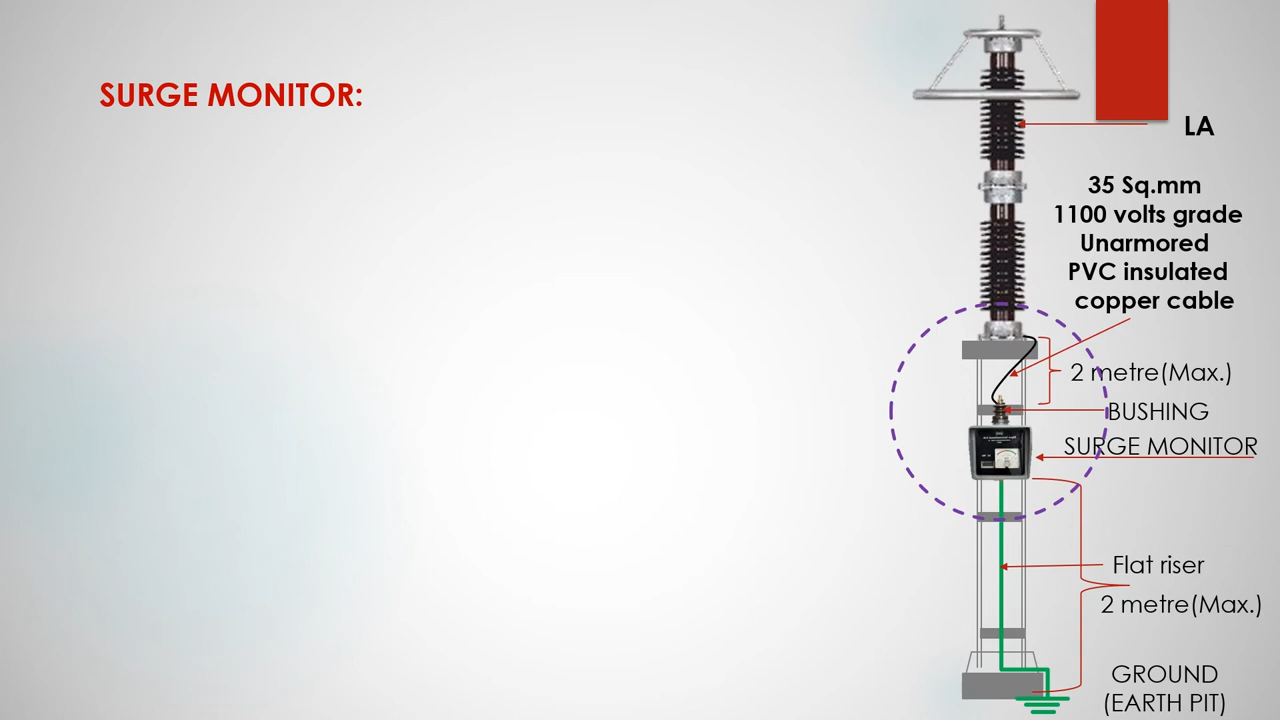 SURGE MONITOR:
LA
35 Sq.mm
1100 volts grade
Unarmored
PVC insulated
copper cable
2 metre(Max.)
BUSHING
SURGE MONITOR
Flat riser
2 metre(Max.)
GROUND
(EARTH PIT)